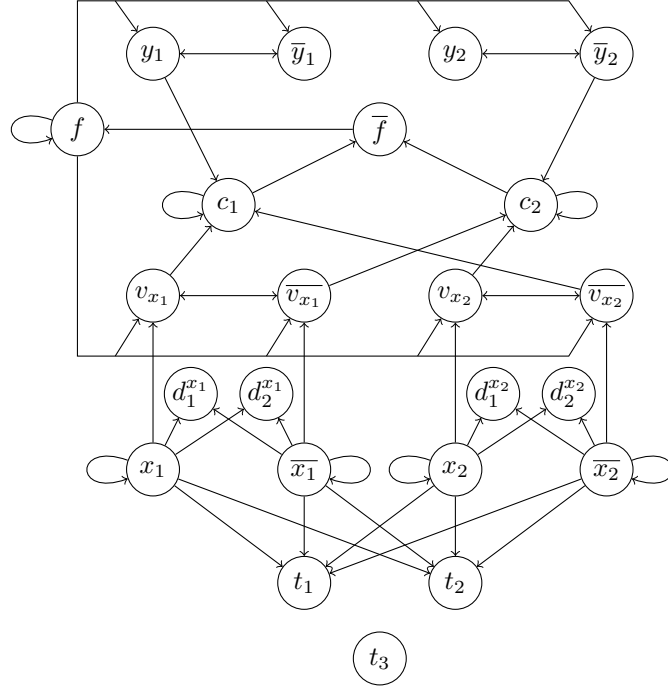 y₁ y̅₁ y₂ y̅₂
f f̅
c₁ c₂
vₓ₁ v̅ₓ₁ vₓ₂ v̅ₓ₂
d₁ˣ¹ d₂ˣ¹ d₁ˣ² d₂ˣ²
x₁ x̅₁ x₂ x̅₂
t₁ t₂
t₃